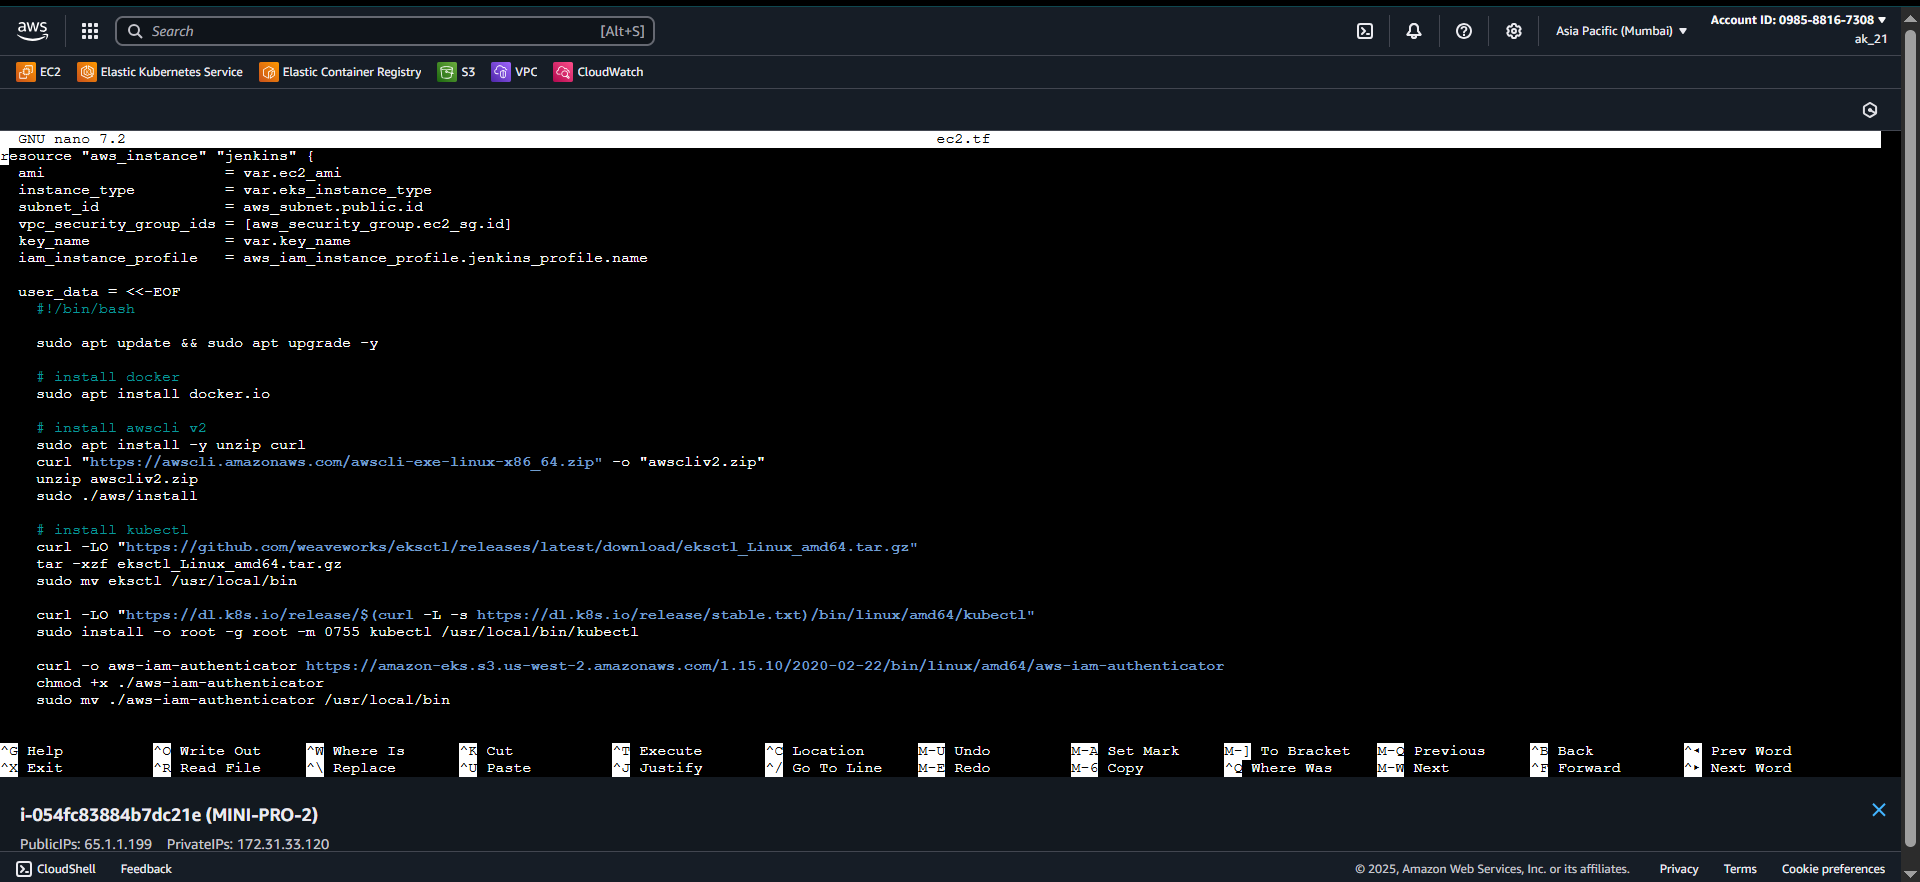 aws
Search [Alt+S]
Asia Pacific (Mumbai) ▼
Account ID: 0985-8816-7308 ▼
ak_21
EC2 Elastic Kubernetes Service Elastic Container Registry S3 VPC CloudWatch
GNU nano 7.2 ec2.tf
resource "aws_instance" "jenkins" {
ami = var.ec2_ami
instance_type = var.eks_instance_type
subnet_id = aws_subnet.public.id
vpc_security_group_ids = [aws_security_group.ec2_sg.id]
key_name = var.key_name
iam_instance_profile = aws_iam_instance_profile.jenkins_profile.name
user_data = <<-EOF
#!/bin/bash
sudo apt update && sudo apt upgrade -y
# install docker
sudo apt install docker.io
# install awscli v2
sudo apt install -y unzip curl
curl "https://awscli.amazonaws.com/awscli-exe-linux-x86_64.zip" -o "awscliv2.zip"
unzip awscliv2.zip
sudo ./aws/install
# install kubectl
curl -LO "https://github.com/weaveworks/eksctl/releases/latest/download/eksctl_Linux_amd64.tar.gz"
tar -xzf eksctl_Linux_amd64.tar.gz
sudo mv eksctl /usr/local/bin
curl -LO "https://dl.k8s.io/release/$(curl -L -s https://dl.k8s.io/release/stable.txt)/bin/linux/amd64/kubectl"
sudo install -o root -g root -m 0755 kubectl /usr/local/bin/kubectl
curl -o aws-iam-authenticator https://amazon-eks.s3.us-west-2.amazonaws.com/1.15.10/2020-02-22/bin/linux/amd64/aws-iam-authenticator
chmod +x ./aws-iam-authenticator
sudo mv ./aws-iam-authenticator /usr/local/bin
^G Help ^O Write Out ^W Where Is ^K Cut ^T Execute ^C Location M-U Undo M-A Set Mark M-] To Bracket M-Q Previous ^B Back ^◂ Prev Word
^X Exit ^R Read File ^\ Replace ^U Paste ^J Justify ^/ Go To Line M-E Redo M-6 Copy ^Q Where Was M-W Next ^F Forward ^▸ Next Word
i-054fc83884b7dc21e (MINI-PRO-2)
PublicIPs: 65.1.1.199 PrivateIPs: 172.31.33.120
CloudShell Feedback © 2025, Amazon Web Services, Inc. or its affiliates. Privacy Terms Cookie preferences